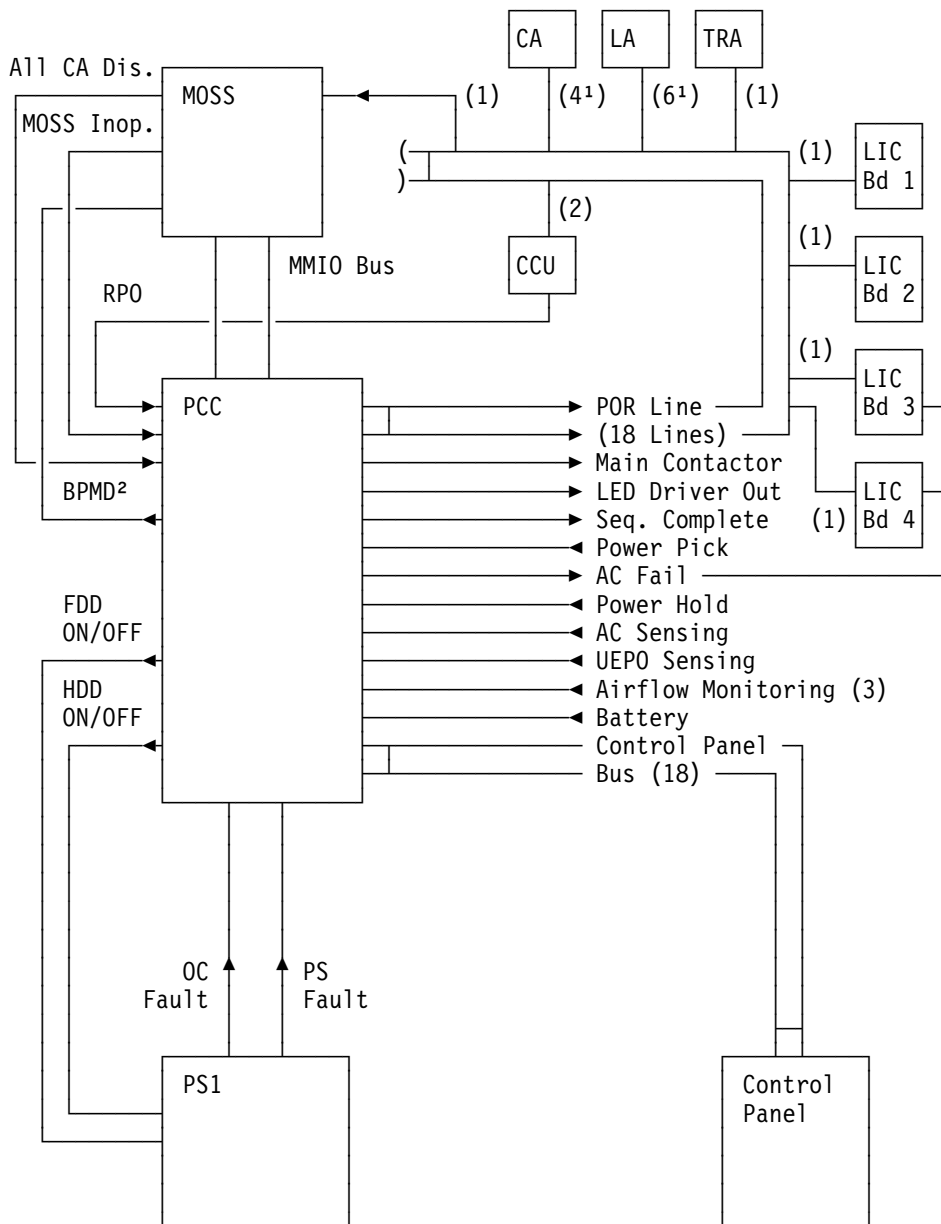 CA
LA
TRA
All CA Dis.
MOSS
(1)
(4¹)
(6¹)
(1)
MOSS Inop.
(
)
(1)
LIC
Bd 1
(2)
(1)
LIC
Bd 2
MMIO Bus
CCU
RPO
(1)
LIC
Bd 3
PCC
POR Line
(18 Lines)
Main Contactor
BPMD²
LED Driver Out
LIC
Bd 4
Seq. Complete
(1)
Power Pick
AC Fail
FDD
ON/OFF
Power Hold
AC Sensing
UEPO Sensing
HDD
ON/OFF
Airflow Monitoring (3)
Battery
Control Panel
Bus (18)
OC
Fault
PS
Fault
PS1
Control
Panel